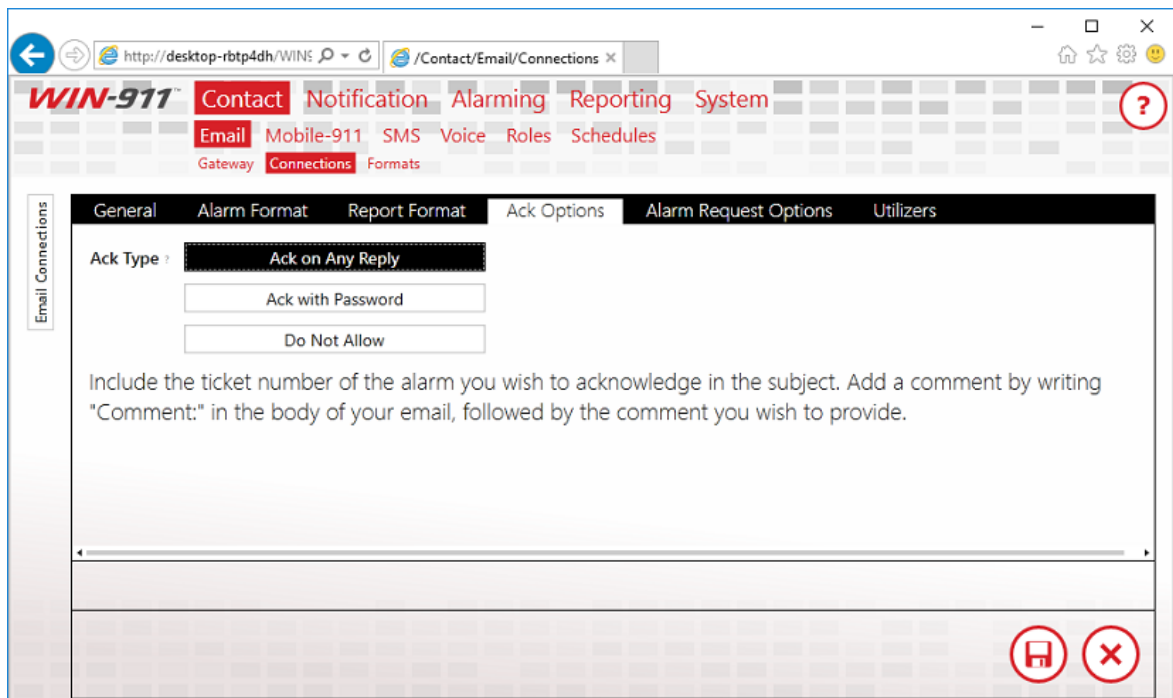 http://desktop-rbtp4dh/WIN /Contact/Email/Connections
WIN-911™ Contact Notification Alarming Reporting System ?
Email Mobile-911 SMS Voice Roles Schedules
Gateway Connections Formats
Email Connections
General Alarm Format Report Format Ack Options Alarm Request Options Utilizers
Ack Type ? Ack on Any Reply
Ack with Password
Do Not Allow
Include the ticket number of the alarm you wish to acknowledge in the subject. Add a comment by writing
"Comment:" in the body of your email, followed by the comment you wish to provide.